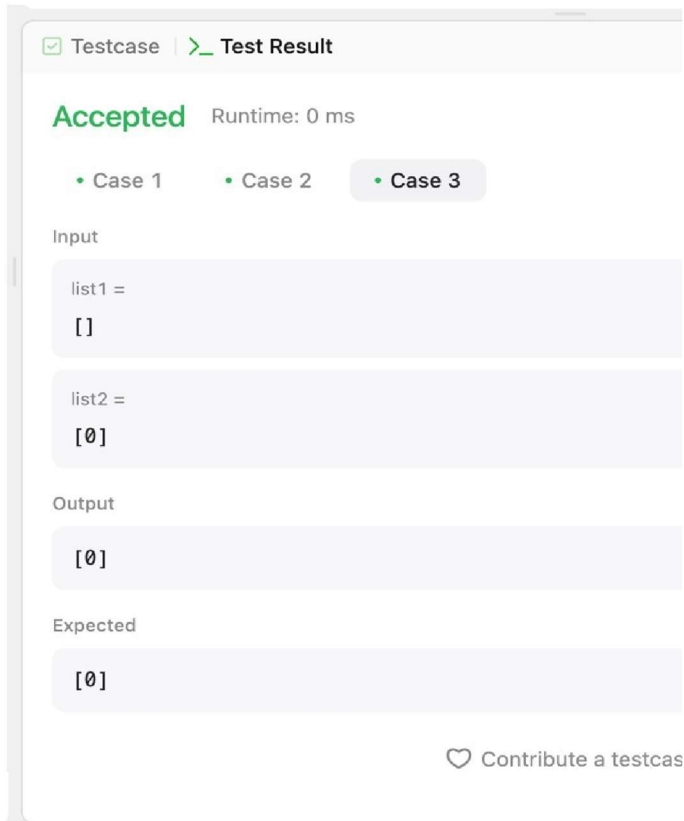 Testcase >_ Test Result
Accepted Runtime: 0 ms
• Case 1 • Case 2 • Case 3
Input
list1 =
[]
list2 =
[0]
Output
[0]
Expected
[0]
Contribute a testcas